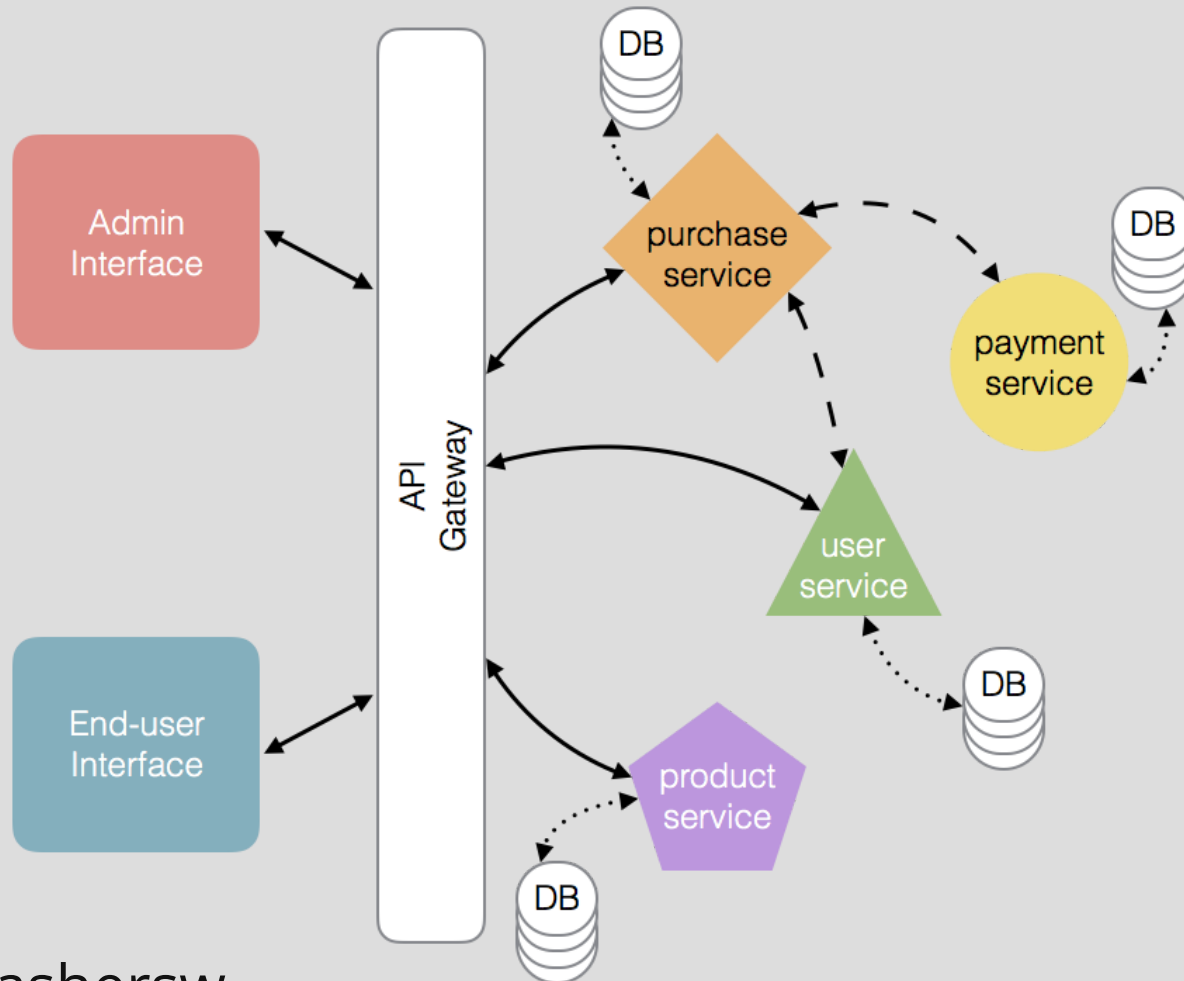 DB
Admin
Interface
purchase
service
DB
payment
service
API
Gateway
user
service
DB
End-user
Interface
product
service
DB
ashersw